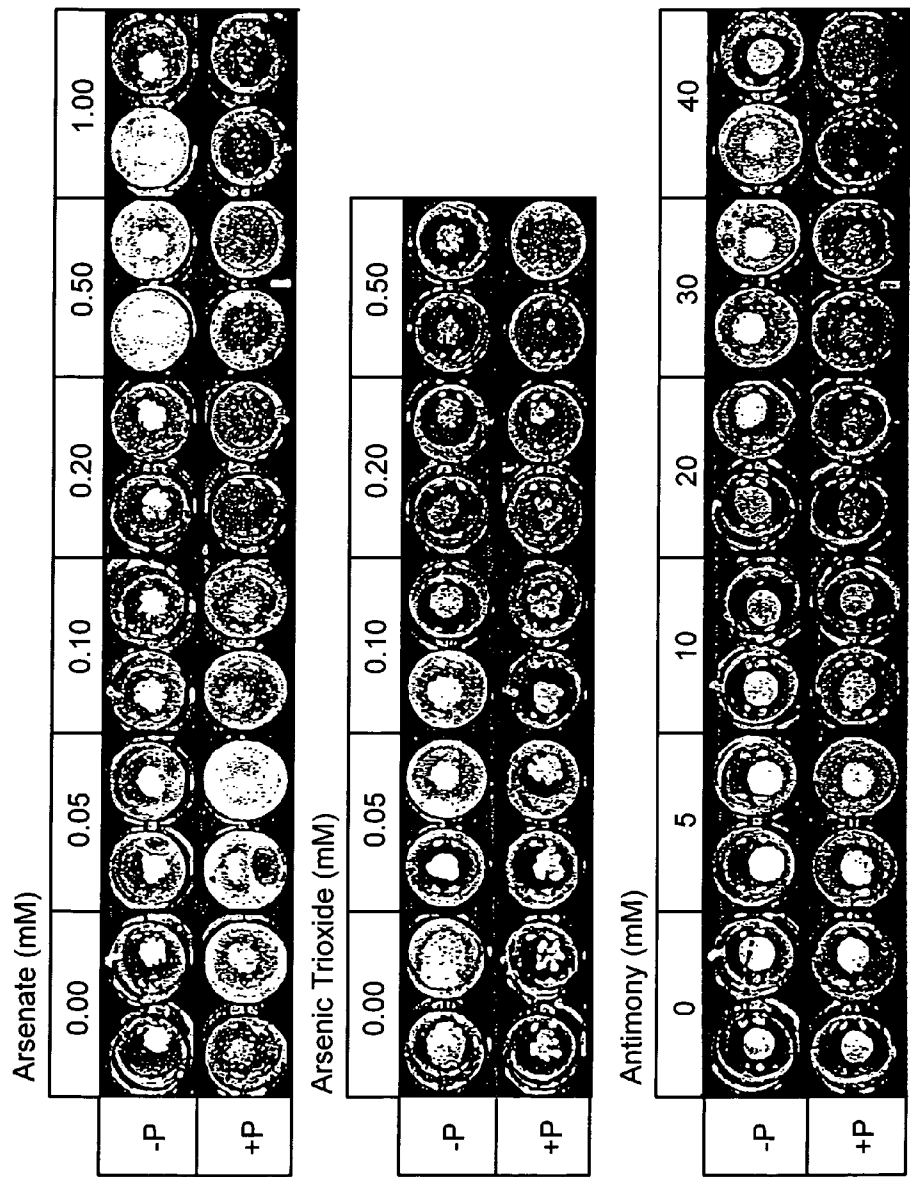 Arsenate (mM)
0.00 0.05 0.10 0.20 0.50 1.00
-P
+P
Arsenic Trioxide (mM)
0.00 0.05 0.10 0.20 0.50
-P
+P
Antimony (mM)
0 5 10 20 30 40
-P
+P